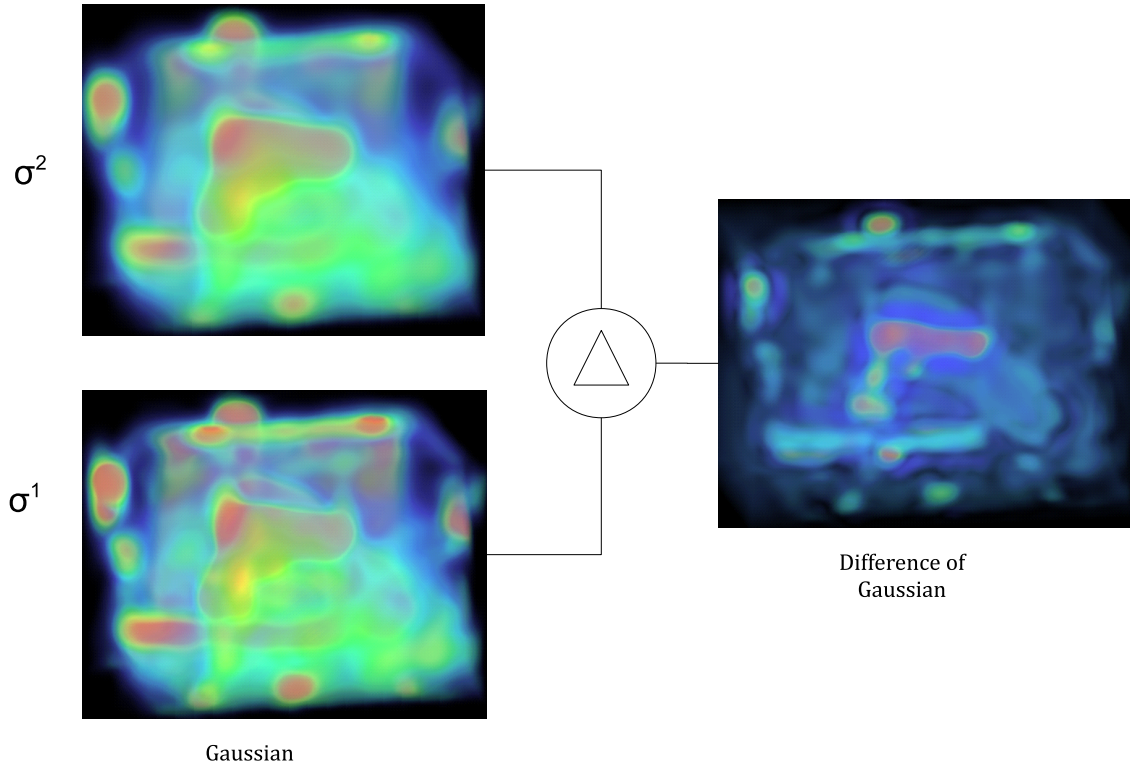 σ²
σ¹
Difference of
Gaussian
Gaussian